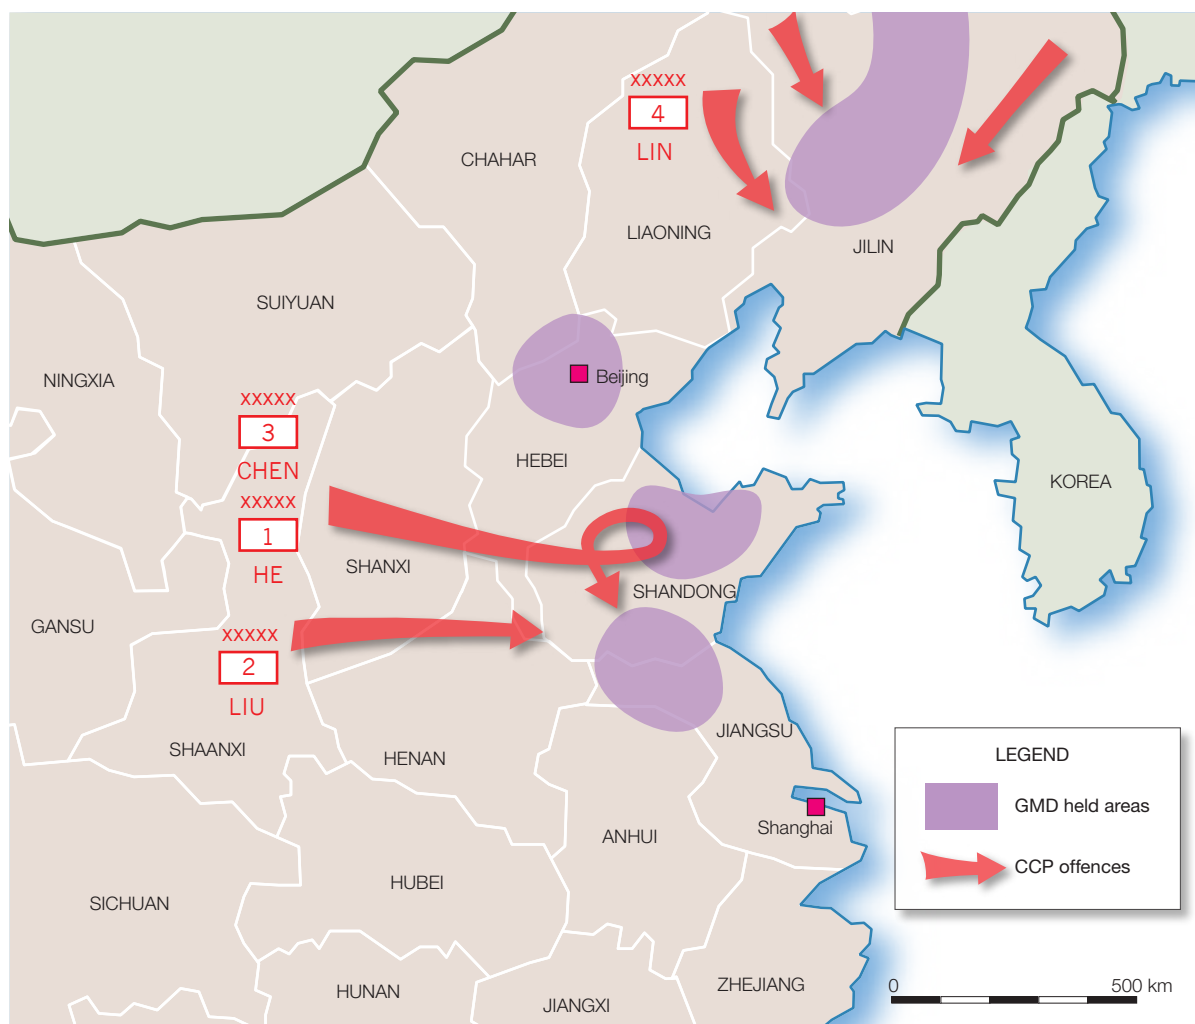 xxxxx
4
LIN
CHAHAR
LIAONING
JILIN
SUIYUAN
NINGXIA
Beijing
xxxxx
3
CHEN
HEBEI
KOREA
xxxxx
1
HE
SHANXI
SHANDONG
GANSU
xxxxx
2
LIU
JIANGSU
SHAANXI
HENAN
LEGEND
GMD held areas
Shanghai
ANHUI
CCP offences
HUBEI
SICHUAN
ZHEJIANG
HUNAN
JIANGXI
0 500 km